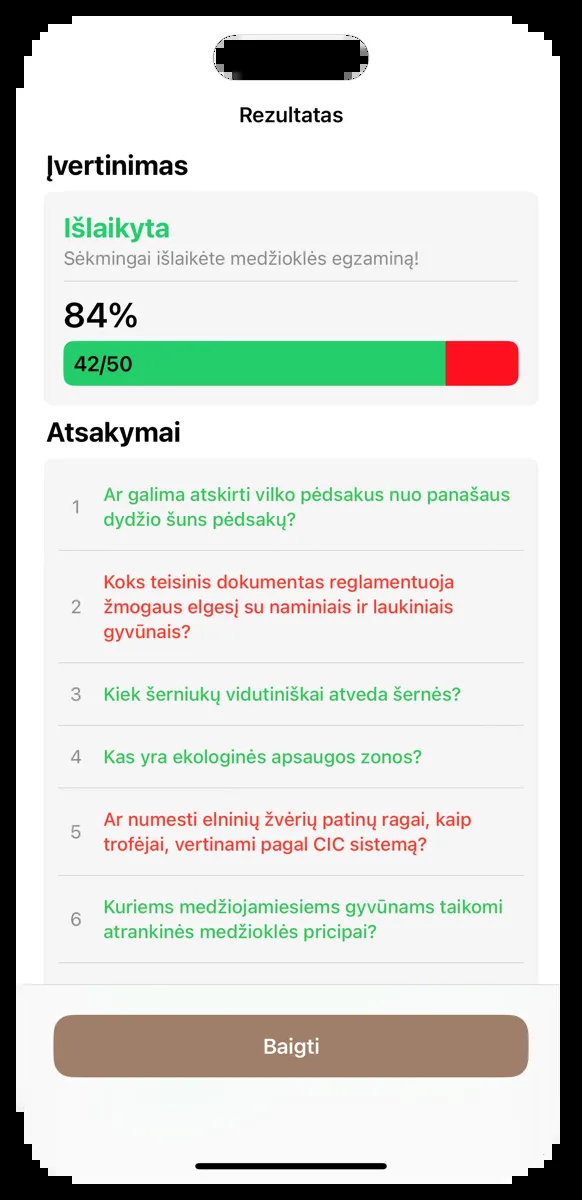 Rezultatas
Įvertinimas
Išlaikyta
Sėkmingai išlaikėte medžioklės egzaminą!
84%
42/50
Atsakymai
1
Ar galima atskirti vilko pėdsakus nuo panašaus
dydžio šuns pėdsakų?
2
Koks teisinis dokumentas reglamentuoja
žmogaus elgesį su naminiais ir laukiniais
gyvūnais?
3
Kiek šerniukų vidutiniškai atveda šernės?
4
Kas yra ekologinės apsaugos zonos?
5
Ar numesti elninių žvėrių patinų ragai, kaip
trofėjai, vertinami pagal CIC sistemą?
6
Kuriems medžiojamiesiems gyvūnams taikomi
atrankinės medžioklės pricipai?
Baigti